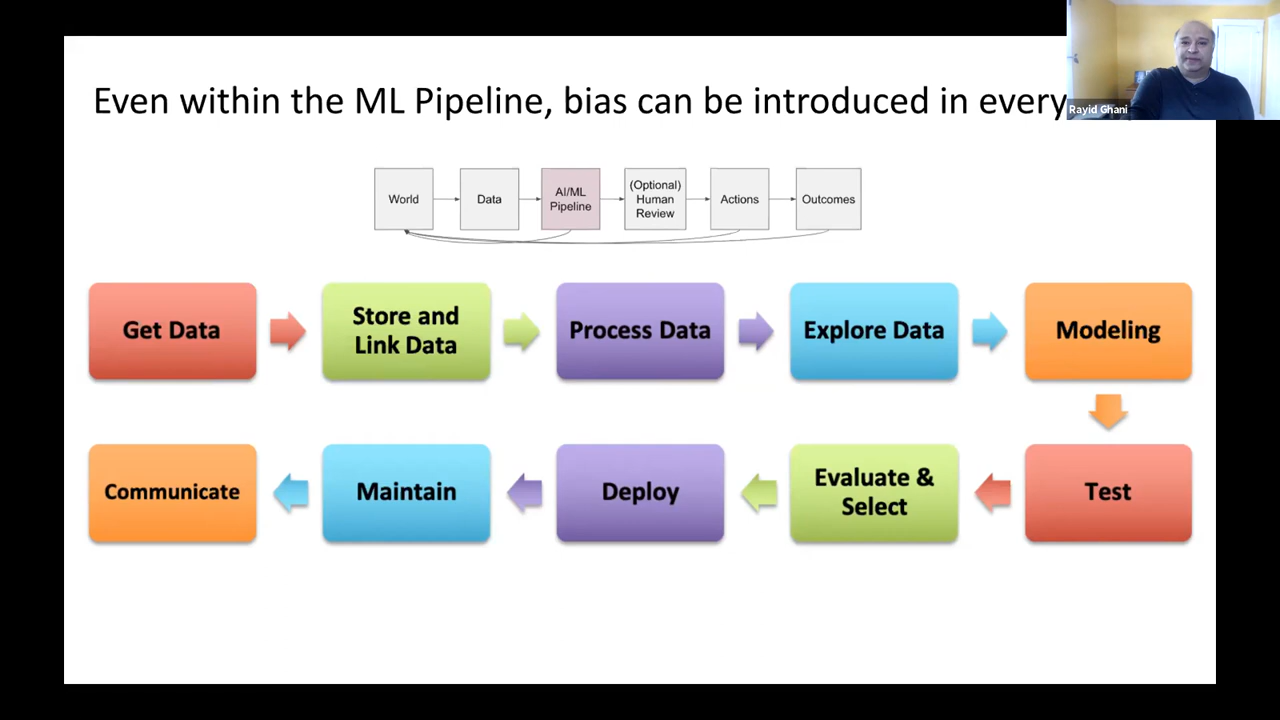 Even within the ML Pipeline, bias can be introduced in every
Rayid Ghani
World
Data
AI/ML
Pipeline
(Optional)
Human
Review
Actions
Outcomes
Get Data
Store and
Link Data
Process Data
Explore Data
Modeling
Communicate
Maintain
Deploy
Evaluate &
Select
Test